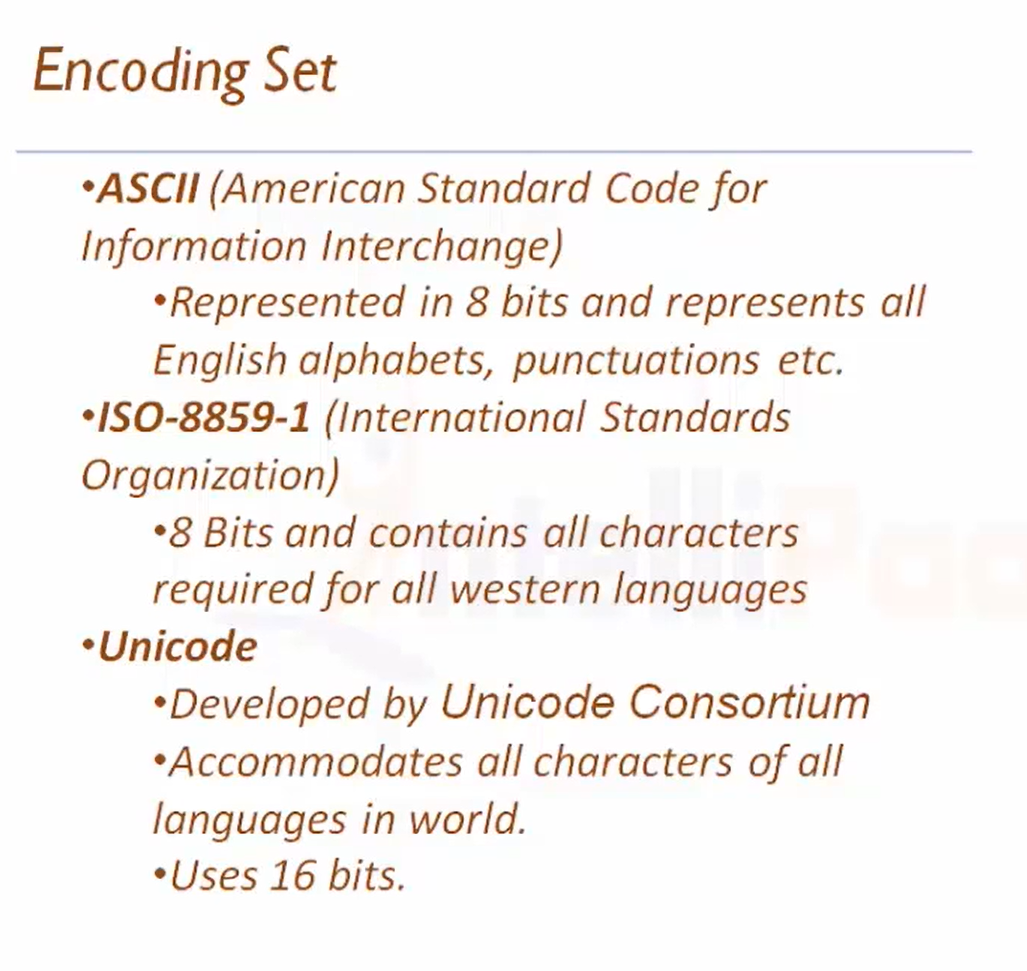 Encoding Set
•ASCII (American Standard Code for
Information Interchange)
•Represented in 8 bits and represents all
English alphabets, punctuations etc.
•ISO-8859-1 (International Standards
Organization)
•8 Bits and contains all characters
required for all western languages
•Unicode
•Developed by Unicode Consortium
•Accommodates all characters of all
languages in world.
•Uses 16 bits.